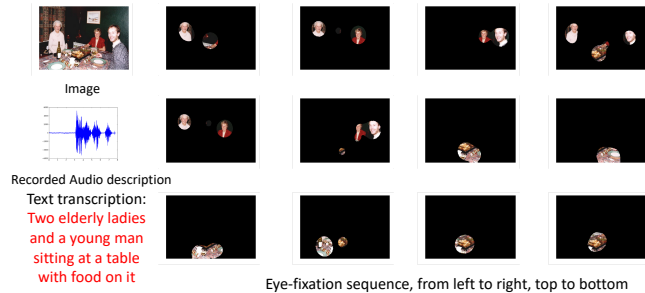 Image
Recorded Audio description
Text transcription:
Two elderly ladies
and a young man
sitting at a table
with food on it
Eye-fixation sequence, from left to right, top to bottom